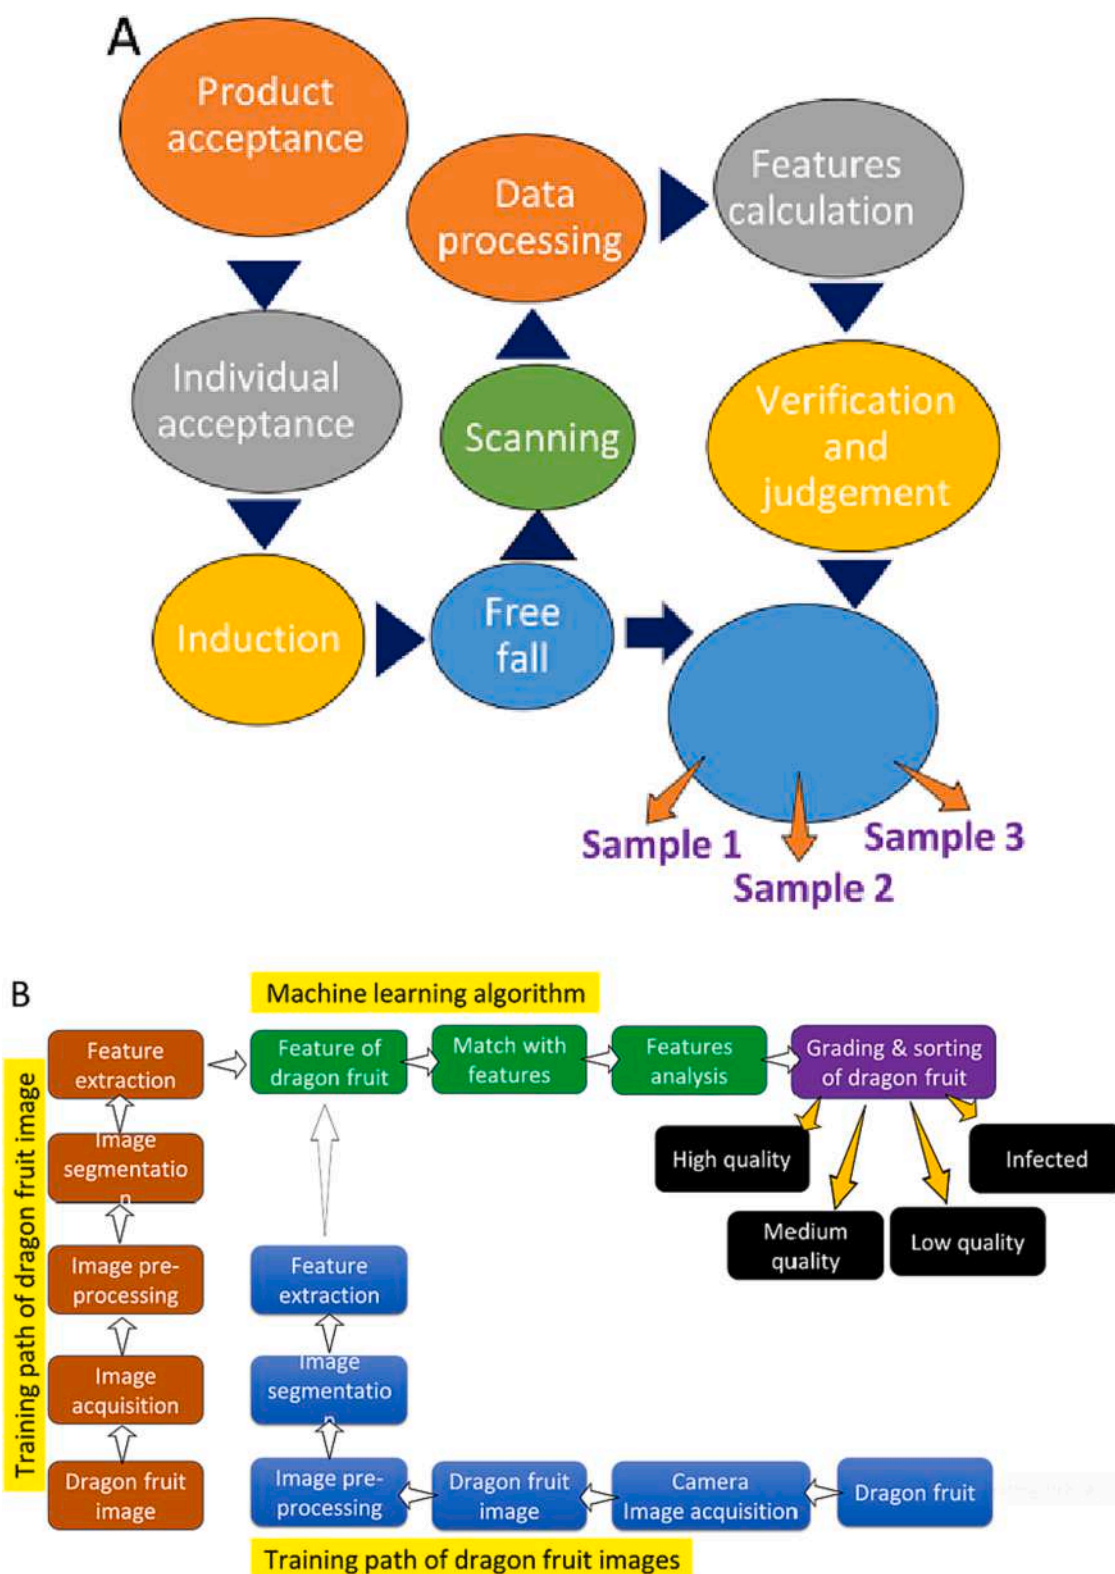 A
Product
acceptance
Individual
acceptance
Induction
Free
fall
Scanning
Data
processing
Features
calculation
Verification
and
judgement
Sample 1
Sample 2
Sample 3
B
Machine learning algorithm
Training path of dragon fruit image
Feature
extraction
Image
segmentatio
n
Image pre-
processing
Image
acquisition
Dragon fruit
image
Feature of
dragon fruit
Match with
features
Features
analysis
Grading & sorting
of dragon fruit
High quality
Medium
quality
Low quality
Infected
Feature
extraction
Image
segmentatio
n
Image pre-
processing
Dragon fruit
image
Camera
Image acquisition
Dragon fruit
Training path of dragon fruit images